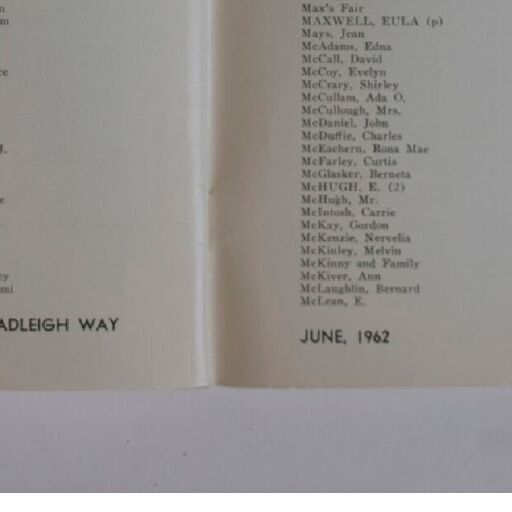 n
m
ce
J.
e
ey
mi
ADLEIGH WAY
Max's Fair
MAXWELL, EULA (p)
Mays, Jean
McAdams, Edna
McCall, David
McCoy, Evelyn
McCrary, Shirley
McCullam, Ada O.
McCullough, Mrs.
McDaniel, John
McDuffie, Charles
McEachern, Rona Mae
McFarley, Curtis
McGlasker, Berneta
McHUGH, E. (2)
McHugh, Mr.
McIntosh, Carrie
McKay, Gordon
McKenzie, Nervelia
McKinley, Melvin
McKinny and Family
McKiver, Ann
McLaughlin, Bernard
McLean, E.
JUNE, 1962